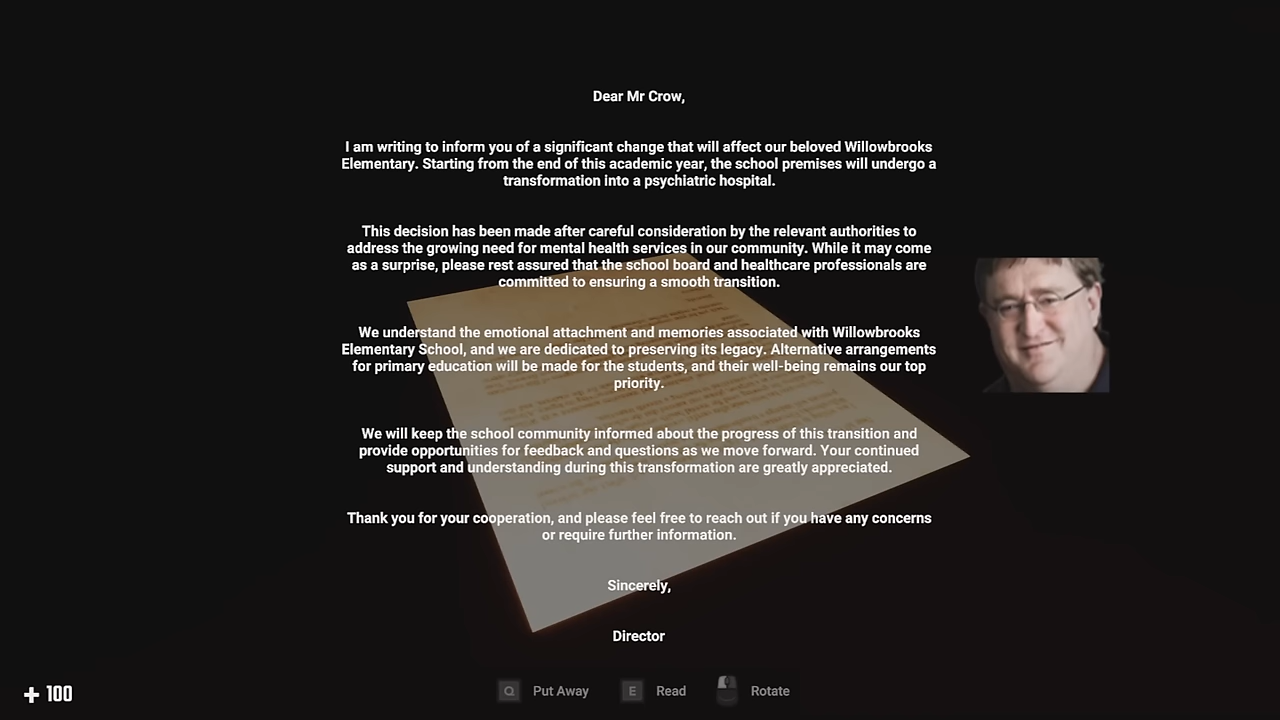 Dear Mr Crow,
I am writing to inform you of a significant change that will affect our beloved Willowbrooks
Elementary. Starting from the end of this academic year, the school premises will undergo a
transformation into a psychiatric hospital.
This decision has been made after careful consideration by the relevant authorities to
address the growing need for mental health services in our community. While it may come
as a surprise, please rest assured that the school board and healthcare professionals are
committed to ensuring a smooth transition.
We understand the emotional attachment and memories associated with Willowbrooks
Elementary School, and we are dedicated to preserving its legacy. Alternative arrangements
for primary education will be made for the students, and their well-being remains our top
priority.
We will keep the school community informed about the progress of this transition and
provide opportunities for feedback and questions as we move forward. Your continued
support and understanding during this transformation are greatly appreciated.
Thank you for your cooperation, and please feel free to reach out if you have any concerns
or require further information.
Sincerely,
Director
+ 100
Q Put Away E Read Rotate